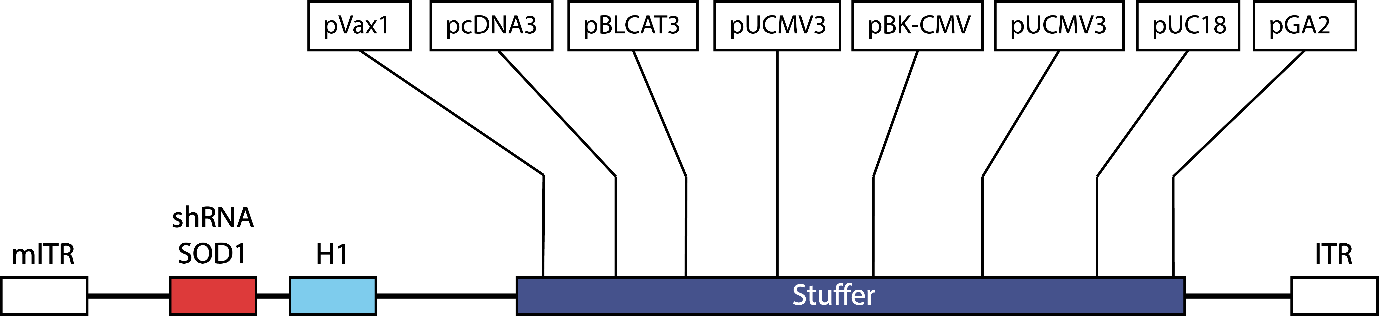 pVax1
pcDNA3
pBLCAT3
pUCMV3
pBK-CMV
pUCMV3
pUC18
pGA2
mITR
shRNA
SOD1
H1
Stuffer
ITR